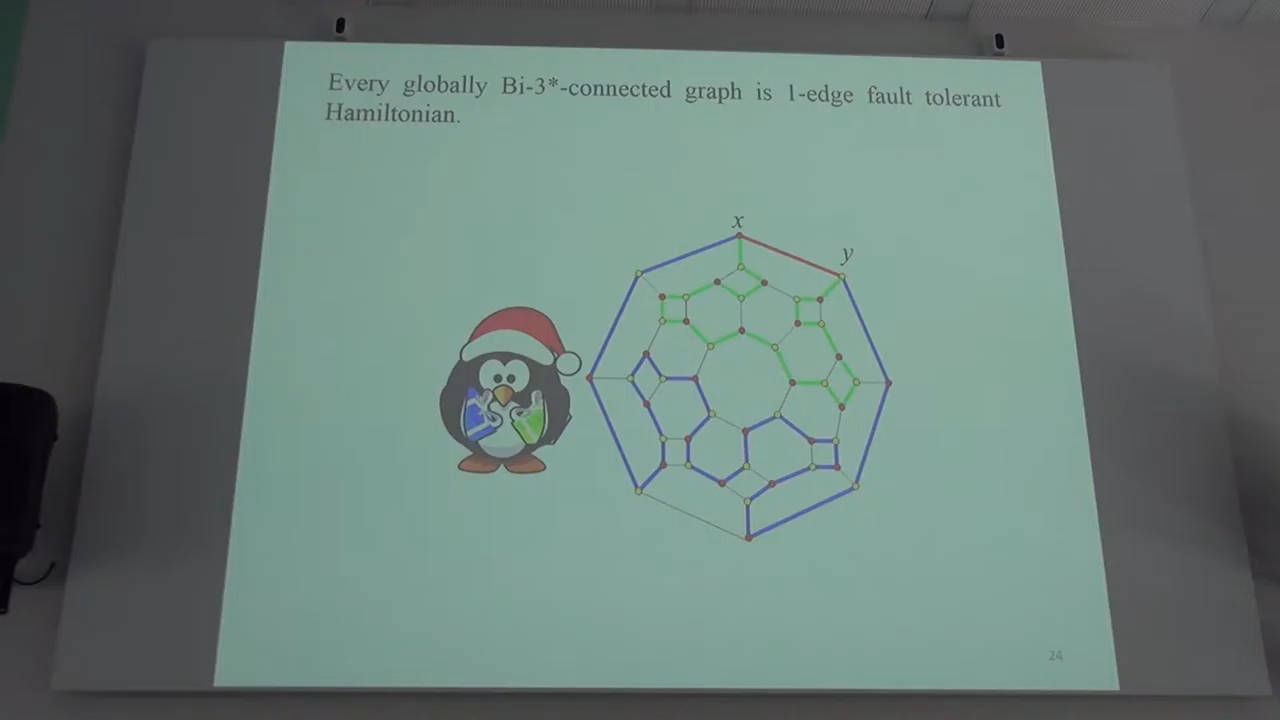 Every globally Bi-3*-connected graph is 1-edge fault tolerant
Hamiltonian.
x
y
24